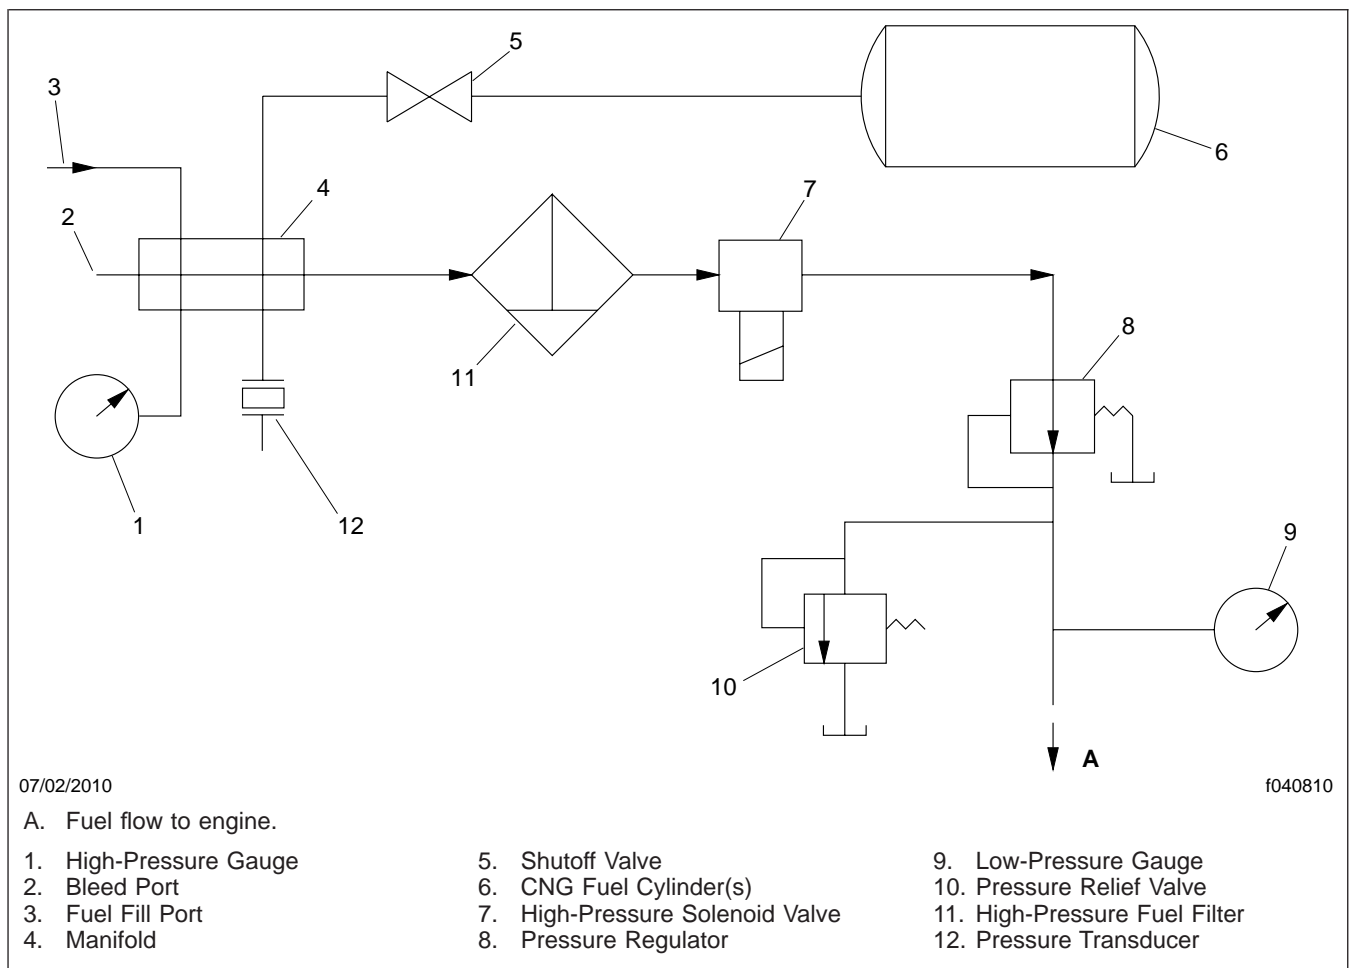 5
3
6
4
7
2
8
11
1
12
9
10
A
07/02/2010
f040810
A. Fuel flow to engine.
1. High-Pressure Gauge
2. Bleed Port
3. Fuel Fill Port
4. Manifold
5. Shutoff Valve
6. CNG Fuel Cylinder(s)
7. High-Pressure Solenoid Valve
8. Pressure Regulator
9. Low-Pressure Gauge
10. Pressure Relief Valve
11. High-Pressure Fuel Filter
12. Pressure Transducer